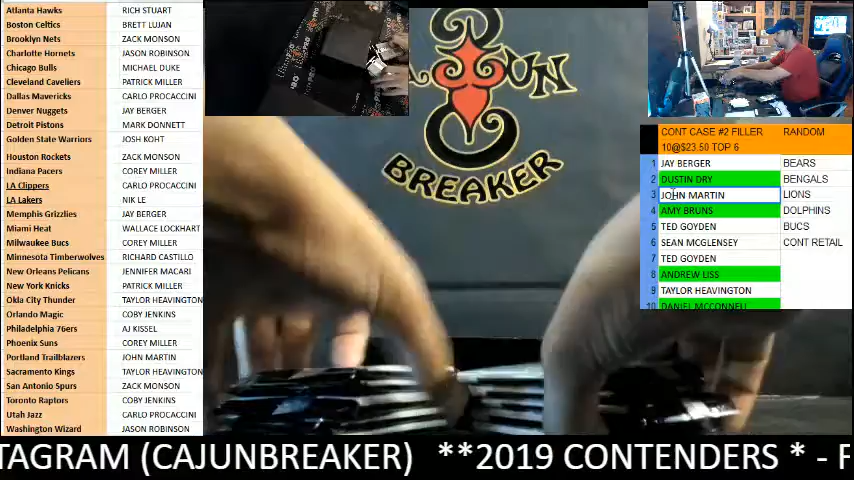 Atlanta Hawks RICH STUART
Boston Celtics BRETT LUJAN
Brooklyn Nets ZACK MONSON
Charlotte Hornets JASON ROBINSON
Chicago Bulls MICHAEL DUKE
Cleveland Cavaliers PATRICK MILLER
Dallas Mavericks CARLO PROCACCINI
Denver Nuggets JAY BERGER
Detroit Pistons MARK DONNETT
Golden State Warriors JOSH KOHT
Houston Rockets ZACK MONSON
Indiana Pacers COREY MILLER
LA Clippers CARLO PROCACCINI
LA Lakers NIK LE
Memphis Grizzlies JAY BERGER
Miami Heat WALLACE LOCKHART
Milwaukee Bucs COREY MILLER
Minnesota Timberwolves RICHARD CASTILLO
New Orleans Pelicans JENNIFER MACARI
New York Knicks PATRICK MILLER
Okla City Thunder TAYLOR HEAVINGTON
Orlando Magic COBY JENKINS
Philadelphia 76ers AJ KISSEL
Phoenix Suns COREY MILLER
Portland Trailblazers JOHN MARTIN
Sacramento Kings TAYLOR HEAVINGTON
San Antonio Spurs ZACK MONSON
Toronto Raptors COBY JENKINS
Utah Jazz CARLO PROCACCINI
Washington Wizard JASON ROBINSON
UN
BREAKER
CONT CASE #2 FILLER RANDOM
10@$23.50 TOP 6
1 JAY BERGER BEARS
2 DUSTIN DRY BENGALS
3 JOHN MARTIN LIONS
4 AMY BRUNS DOLPHINS
5 TED GOYDEN BUCS
6 SEAN MCGLENSEY CONT RETAIL
7 TED GOYDEN
8 ANDREW LISS
9 TAYLOR HEAVINGTON
10 DANIEL MCCONNELL
TAGRAM (CAJUNBREAKER) **2019 CONTENDERS * - F